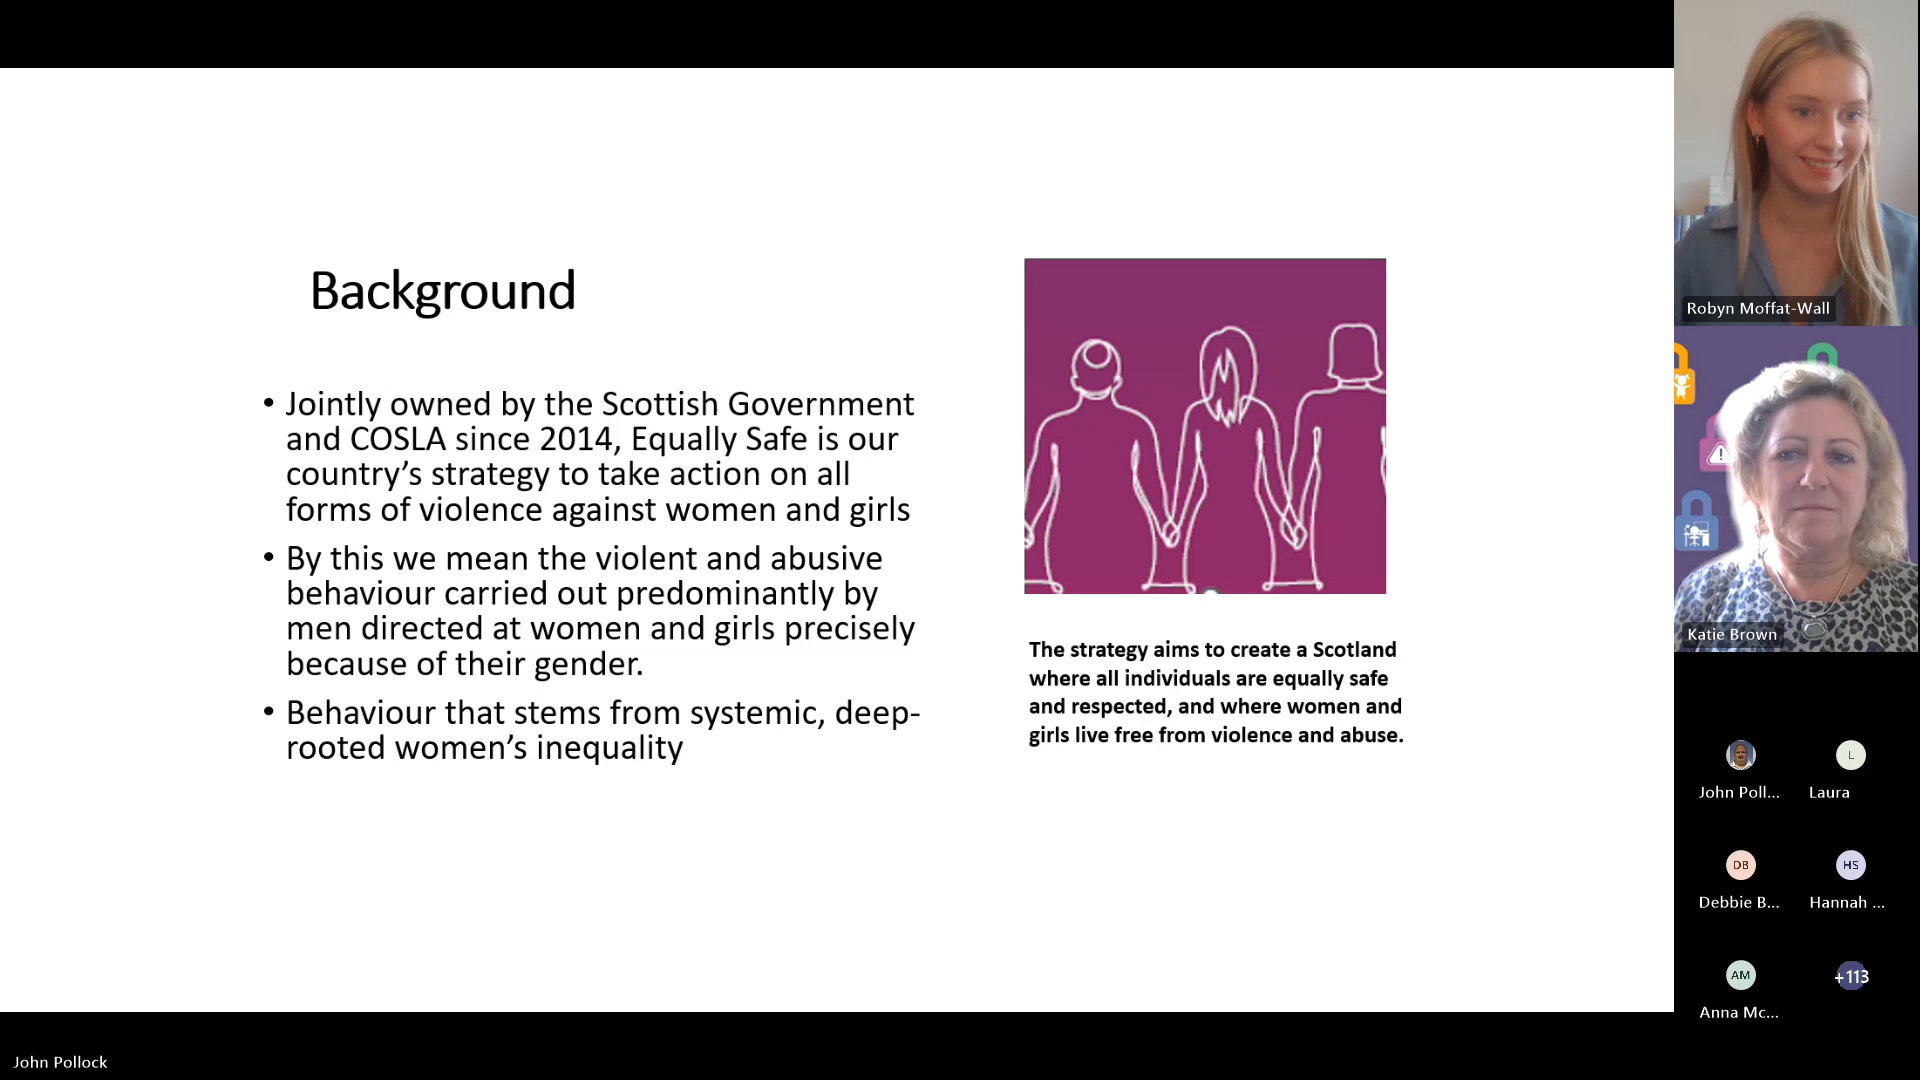 Background
• Jointly owned by the Scottish Government
and COSLA since 2014, Equally Safe is our
country’s strategy to take action on all
forms of violence against women and girls
• By this we mean the violent and abusive
behaviour carried out predominantly by
men directed at women and girls precisely
because of their gender.
• Behaviour that stems from systemic, deep-
rooted women’s inequality
The strategy aims to create a Scotland
where all individuals are equally safe
and respected, and where women and
girls live free from violence and abuse.
Robyn Moffat-Wall
Katie Brown
John Poll...
L
Laura
DB
Debbie B...
HS
Hannah ...
AM
Anna Mc...
+113
John Pollock